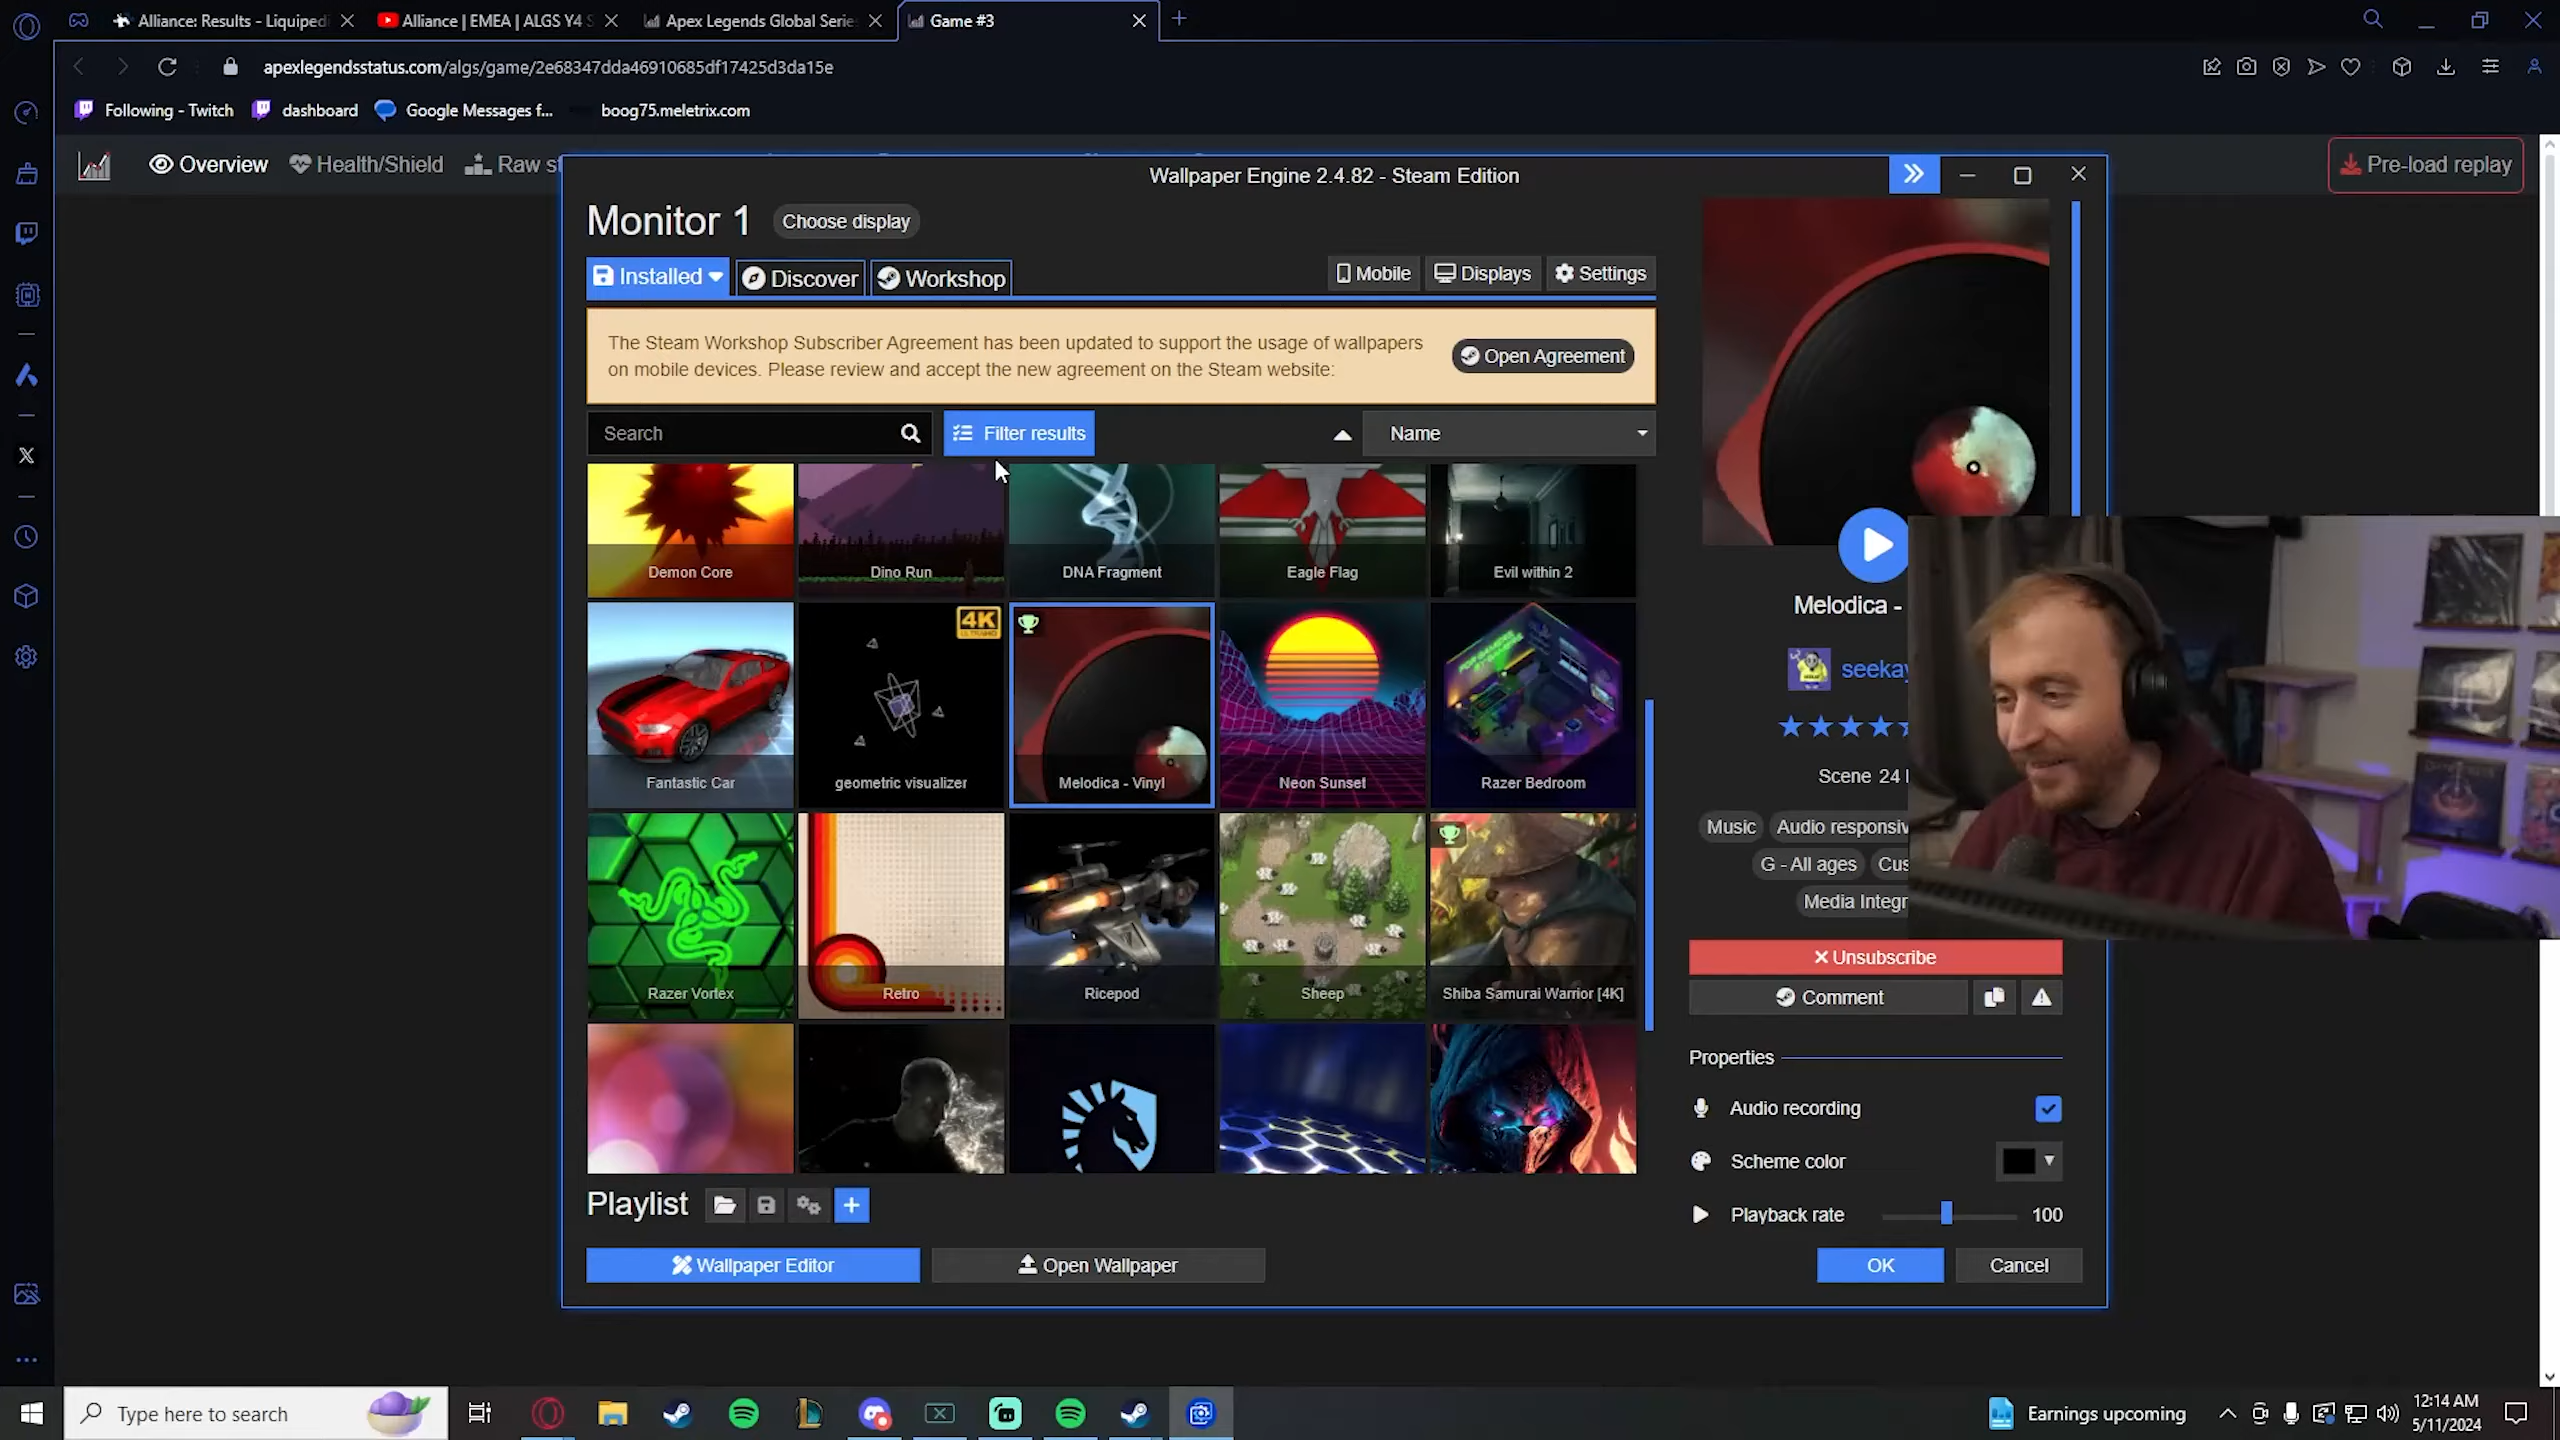 Alliance: Results - Liquipedi
Alliance | EMEA | ALGS Y4 S
Apex Legends Global Serie
Game #3
apexlegendsstatus.com/algs/game/2e68347dda46910685df17425d3da15e
Following - Twitch
dashboard
Google Messages f...
boog75.meletrix.com
Overview
Health/Shield
Raw st
Pre-load replay
Wallpaper Engine 2.4.82 - Steam Edition
Monitor 1
Choose display
Installed
Discover
Workshop
Mobile
Displays
Settings
The Steam Workshop Subscriber Agreement has been updated to support the usage of wallpapers
on mobile devices. Please review and accept the new agreement on the Steam website:
Open Agreement
Search
Filter results
Name
Demon Core
Dino Run
DNA Fragment
Eagle Flag
Evil within 2
4K
Fantastic Car
geometric visualizer
Melodica - Vinyl
Neon Sunset
Razer Bedroom
Razer Vortex
Retro
Ricepod
Sheep
Shiba Samurai Warrior [4K]
Melodica -
seekay
Scene 24
Music
Audio responsiv
G - All ages
Cus
Media Integr
Unsubscribe
Comment
Properties
Audio recording
Scheme color
Playback rate
100
Playlist
Wallpaper Editor
Open Wallpaper
OK
Cancel
Type here to search
Earnings upcoming
12:14 AM
5/11/2024